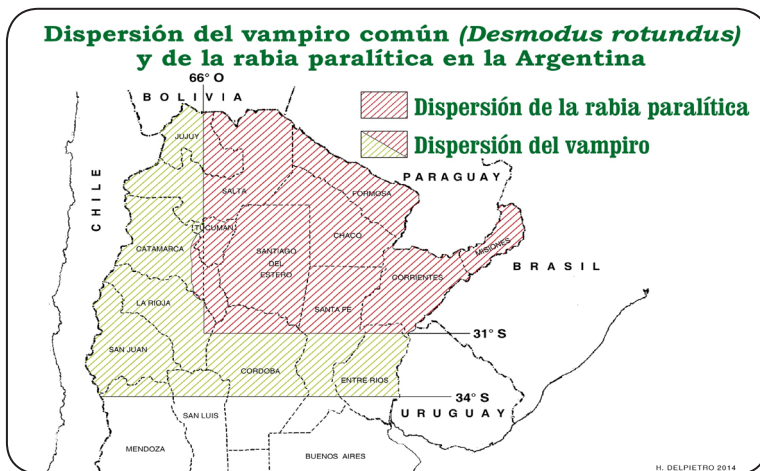 Dispersión del vampiro común (Desmodus rotundus)
y de la rabia paralítica en la Argentina
66° O
BOLIVIA
Dispersión de la rabia paralítica
Dispersión del vampiro
JUJUY
PARAGUAY
SALTA
FORMOSA
CHILE
TUCUMAN
CHACO
CATAMARCA
SANTIAGO
DEL
ESTERO
MISIONES
BRASIL
CORRIENTES
LA RIOJA
SANTA FE
31° S
SAN JUAN
CORDOBA
ENTRE RIOS
34° S
SAN LUIS
URUGUAY
MENDOZA
BUENOS AIRES
H. DELPIETRO 2014